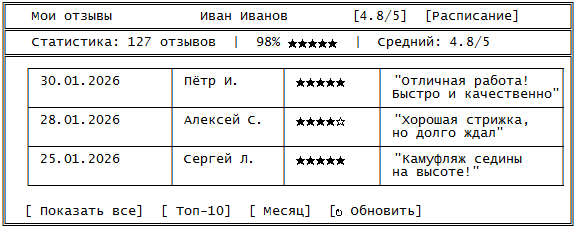 Мои отзывы Иван Иванов [4.8/5] [Расписание]
Статистика: 127 отзывов | 98% ★★★★★ | Средний: 4.8/5
30.01.2026 Пётр И. ★★★★★ "Отличная работа!
Быстро и качественно"
28.01.2026 Алексей С. ★★★★☆ "Хорошая стрижка,
но долго ждал"
25.01.2026 Сергей Л. ★★★★★ "Камуфляж седины
на высоте!"
[ Показать все] [ Топ-10] [ Месяц] [↻ Обновить]